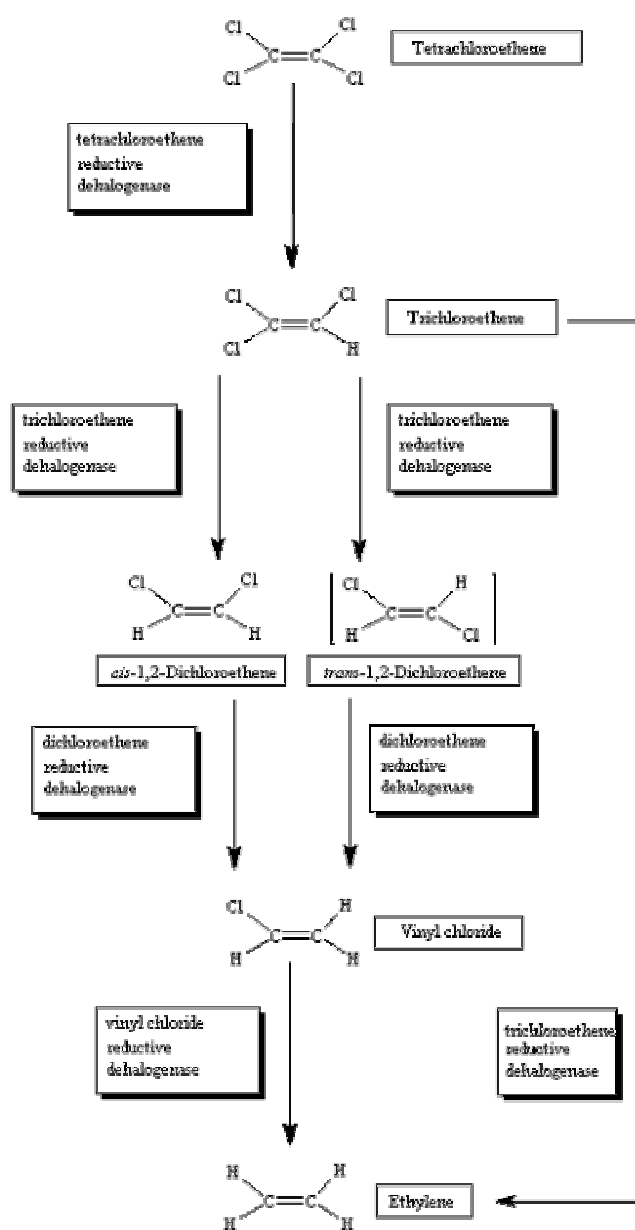 Cl Cl
C=C
Cl Cl
Tetrachloroethene
tetrachloroethene
reductive
dehalogenase
Cl Cl
C=C
Cl H
Trichloroethene
trichloroethene
reductive
dehalogenase
trichloroethene
reductive
dehalogenase
Cl Cl
C=C
H H
Cl H
C=C
H Cl
cis-1,2-Dichloroethene
trans-1,2-Dichloroethene
dichloroethene
reductive
dehalogenase
dichloroethene
reductive
dehalogenase
Cl H
C=C
H H
Vinyl chloride
vinyl chloride
reductive
dehalogenase
trichloroethene
reductive
dehalogenase
H H
C=C
H H
Ethylene